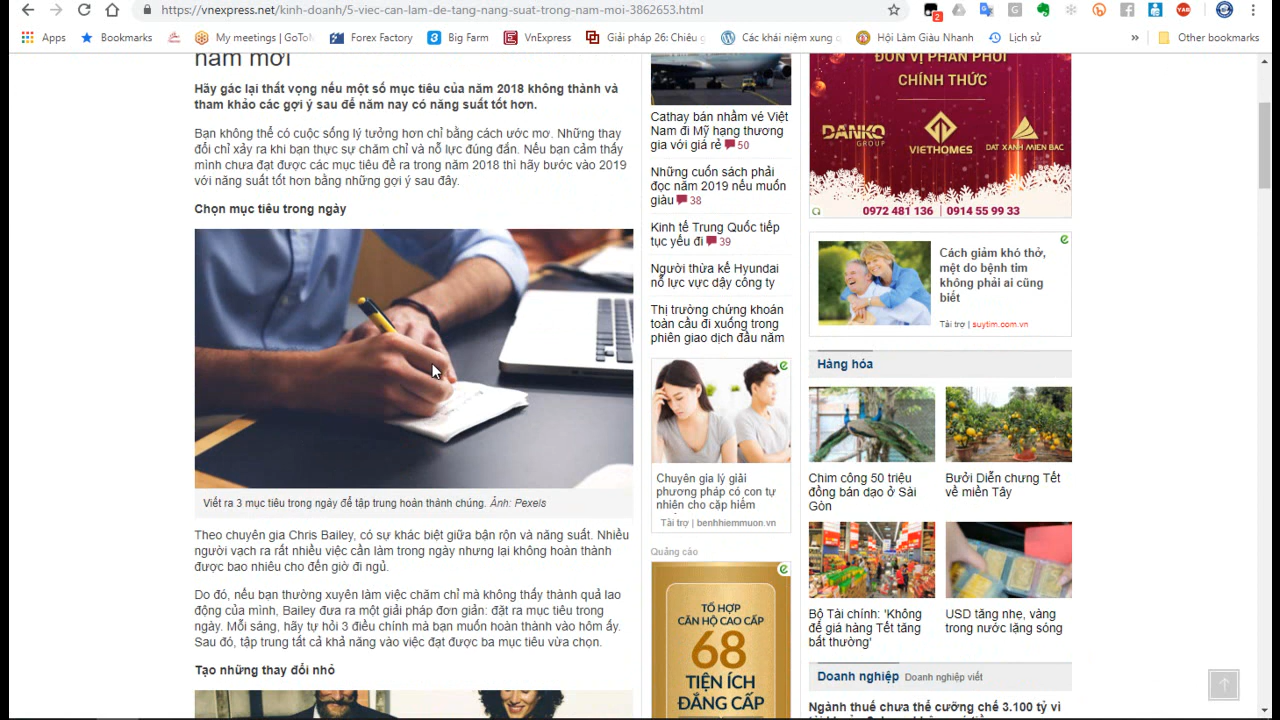 https://vnexpress.net/kinh-doanh/5-viec-can-lam-de-tang-nang-suat-trong-nam-moi-3862653.html
2
Apps
Bookmarks
My meetings | GoToM
Forex Factory
Big Farm
VnExpress
Giải pháp 26: Chiêu g
Các khái niệm xung q
Hội Làm Giàu Nhanh
Lịch sử
Other bookmarks
năm mới
Hãy gác lại thất vọng nếu một số mục tiêu của năm 2018 không thành và
tham khảo các gợi ý sau để năm nay có năng suất tốt hơn.
Bạn không thể có cuộc sống lý tưởng hơn chỉ bằng cách ước mơ. Những thay
đổi chỉ xảy ra khi bạn thực sự chăm chỉ và nỗ lực đúng đắn. Nếu bạn cảm thấy
mình chưa đạt được các mục tiêu đề ra trong năm 2018 thì hãy bước vào 2019
với năng suất tốt hơn bằng những gợi ý sau đây.
Chọn mục tiêu trong ngày
Viết ra 3 mục tiêu trong ngày để tập trung hoàn thành chúng. Ảnh: Pexels
Theo chuyên gia Chris Bailey, có sự khác biệt giữa bận rộn và năng suất. Nhiều
người vạch ra rất nhiều việc cần làm trong ngày nhưng lại không hoàn thành
được bao nhiêu cho đến giờ đi ngủ.
Do đó, nếu bạn thường xuyên làm việc chăm chỉ mà không thấy thành quả lao
động của mình, Bailey đưa ra một giải pháp đơn giản: đặt ra mục tiêu trong
ngày. Mỗi sáng, hãy tự hỏi 3 điều chính mà bạn muốn hoàn thành vào hôm ấy.
Sau đó, tập trung tất cả khả năng vào việc đạt được ba mục tiêu vừa chọn.
Tạo những thay đổi nhỏ
Cathay bán nhầm vé Việt
Nam đi Mỹ hạng thương
gia với giá rẻ 50
Những cuốn sách phải
đọc năm 2019 nếu muốn
giàu 38
Kinh tế Trung Quốc tiếp
tục yếu đi 39
Người thừa kế Hyundai
nỗ lực vực dậy công ty
Thị trường chứng khoán
toàn cầu đi xuống trong
phiên giao dịch đầu năm
Chuyên gia lý giải
phương pháp có con tự
nhiên cho cặp hiếm
Tài trợ | benhhiemmuon.vn
Quảng cáo
TỔ HỢP
CĂN HỘ CAO CẤP
68
TIỆN ÍCH
ĐẲNG CẤP
ĐƠN VỊ PHÂN PHỐI
CHÍNH THỨC
DANKO
GROUP
VIETHOMES
DAT XANH MIEN BAC
0972 481 136 | 0914 55 99 33
Cách giảm khó thở,
mệt do bệnh tim
không phải ai cũng
biết
Tài trợ | suytim.com.vn
Hàng hóa
Chim công 50 triệu
đồng bán dạo ở Sài
Gòn
Bưởi Diễn chưng Tết
về miền Tây
Bộ Tài chính: 'Không
để giá hàng Tết tăng
bất thường'
USD tăng nhẹ, vàng
trong nước lặng sóng
Doanh nghiệp Doanh nghiệp viết
Ngành thuế chưa thể cưỡng chế 3.100 tỷ vì